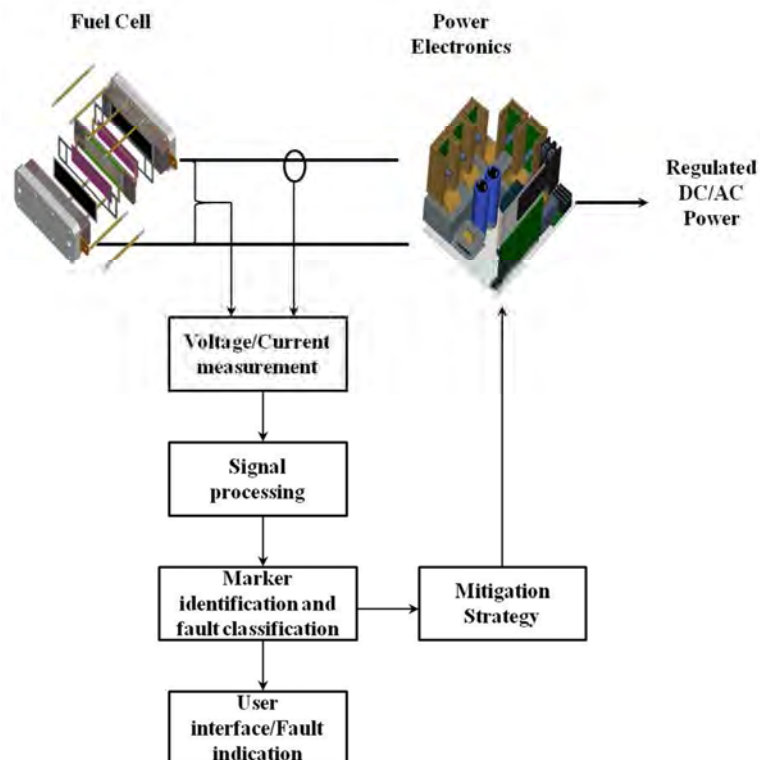 Fuel Cell
Power
Electronics
Regulated
DC/AC
Power
Voltage/Current
measurement
Signal
processing
Marker
identification and
fault classification
Mitigation
Strategy
User
interface/Fault
indication